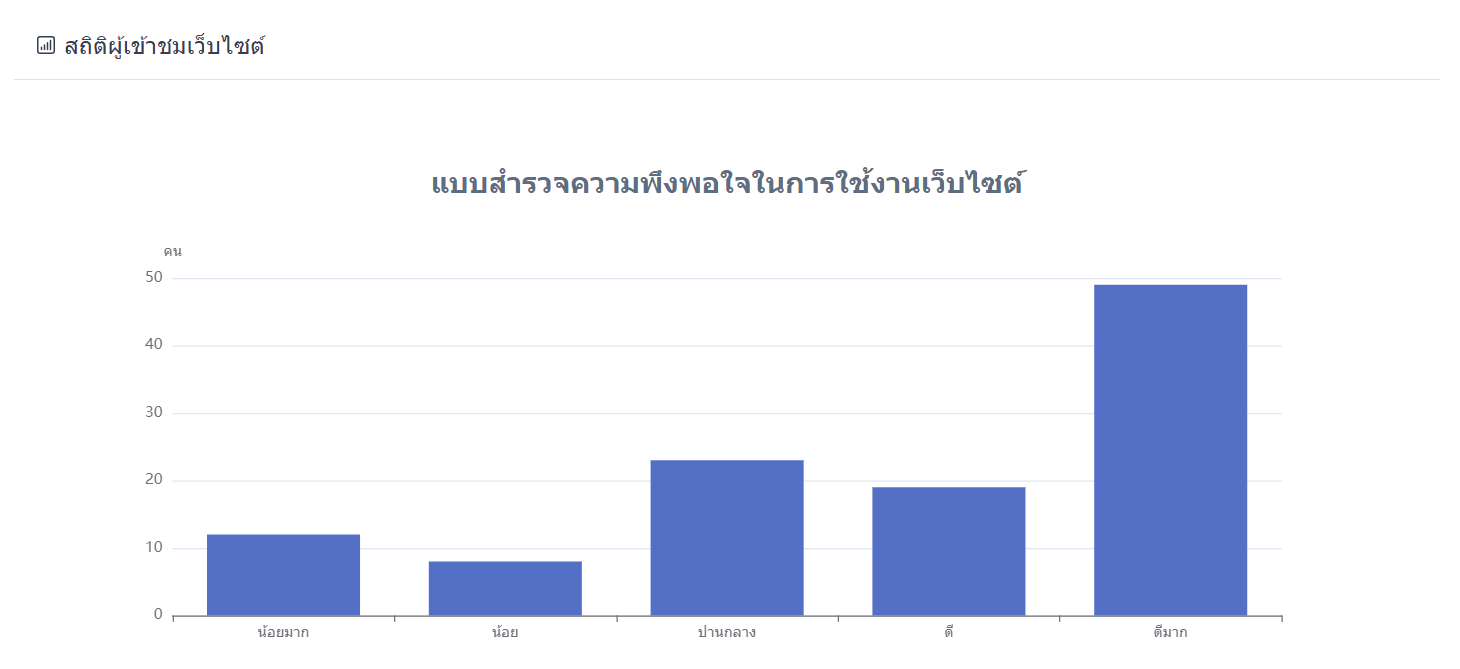 สถิติผู้เข้าชมเว็บไซต์
แบบสำรวจความพึงพอใจในการใช้งานเว็บไซต์
คน
50
40
30
20
10
0
น้อยมาก น้อย ปานกลาง ดี ดีมาก